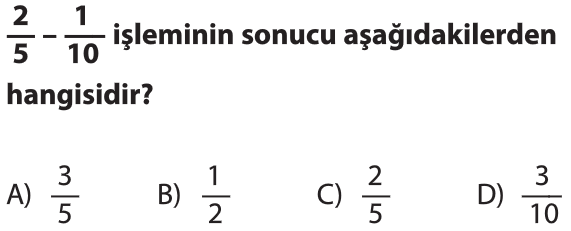 2/5 – 1/10 işleminin sonucu aşağıdakilerden
hangisidir?
A) 3/5 B) 1/2 C) 2/5 D) 3/10